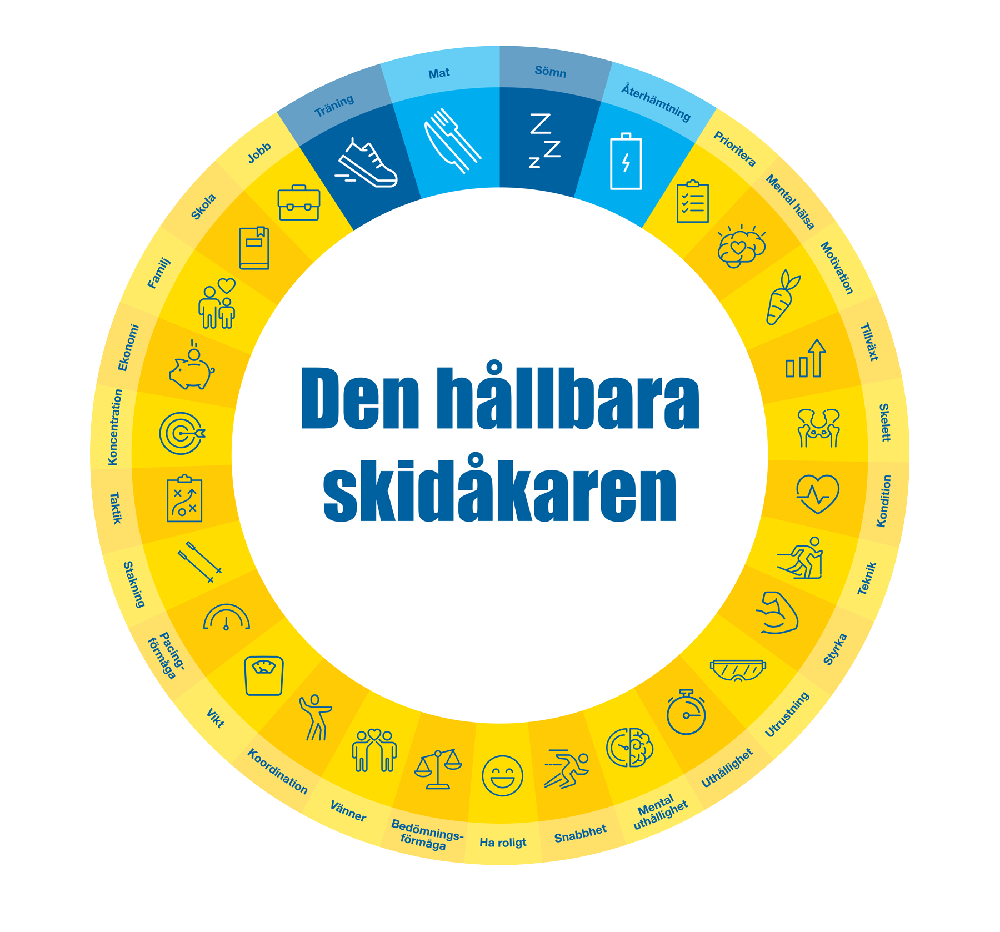 Den hållbara
skidåkaren
Träning
Mat
Sömn
Återhämtning
Prioritera
Mental hälsa
Motivation
Tillväxt
Skelett
Kondition
Teknik
Styrka
Utrustning
Uthållighet
Mental
uthållighet
Snabbhet
Ha roligt
Bedömnings-
förmåga
Vänner
Koordination
Vikt
Pacing-
förmåga
Stakning
Taktik
Koncentration
Ekonomi
Familj
Skola
Jobb
Z
Z
Z